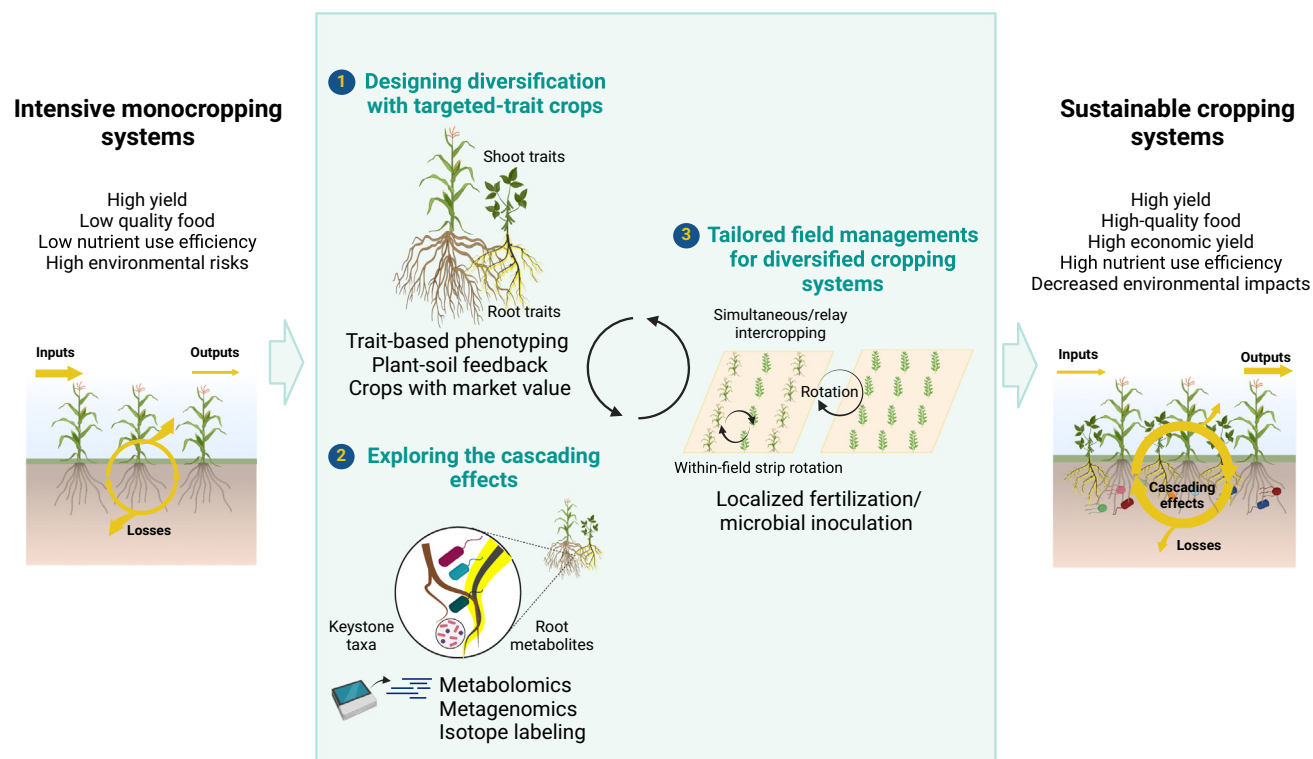 Intensive monocropping
systems
High yield
Low quality food
Low nutrient use efficiency
High environmental risks
Inputs
Outputs
Losses
1
Designing diversification
with targeted-trait crops
Shoot traits
Root traits
Trait-based phenotyping
Plant-soil feedback
Crops with market value
2
Exploring the cascading
effects
Keystone
taxa
Root
metabolites
Metabolomics
Metagenomics
Isotope labeling
3
Tailored field managements
for diversified cropping
systems
Simultaneous/relay
intercropping
Rotation
Within-field strip rotation
Localized fertilization/
microbial inoculation
Sustainable cropping
systems
High yield
High-quality food
High economic yield
High nutrient use efficiency
Decreased environmental impacts
Inputs
Outputs
Cascading
effects
Losses